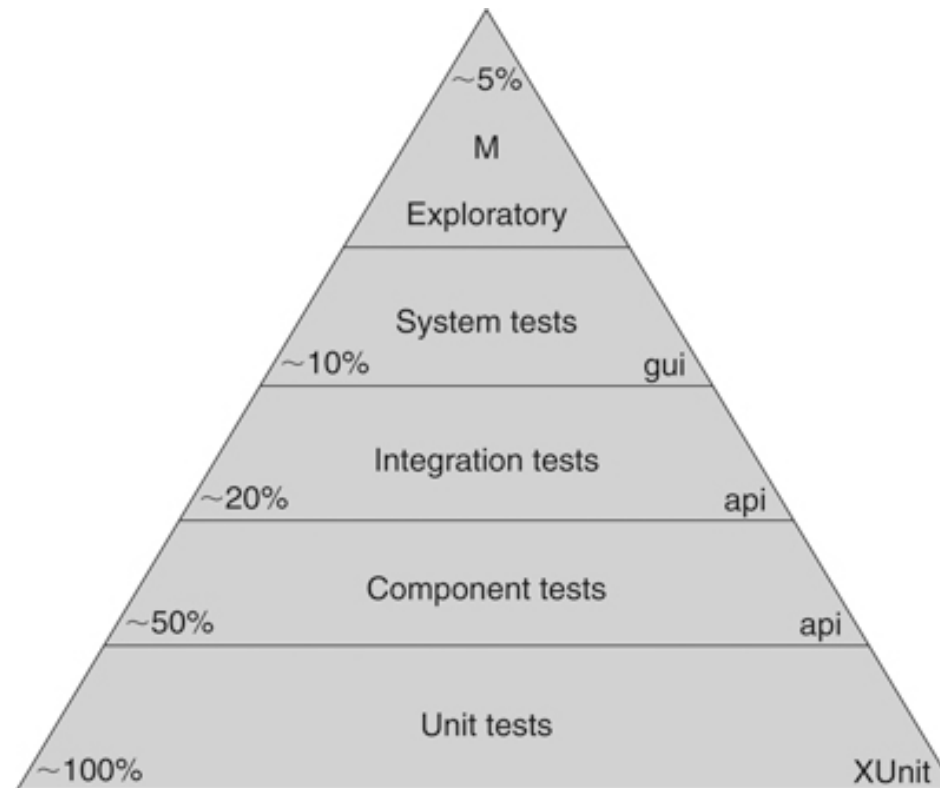 ~5%
M
Exploratory
System tests
~10% gui
Integration tests
~20% api
Component tests
~50% api
Unit tests
~100% XUnit